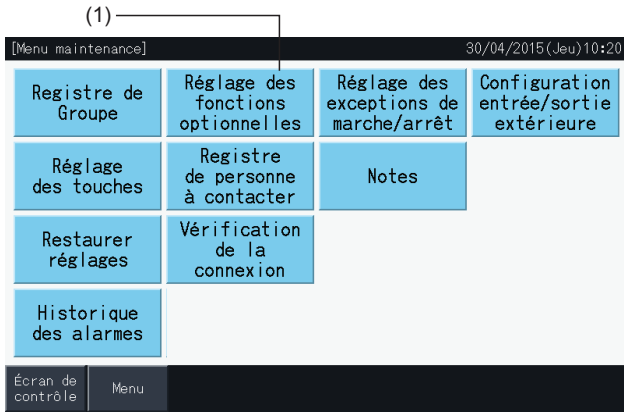 (1)
[Menu maintenance] 30/04/2015(Jeu)10:20
Registre de
Groupe
Réglage des
fonctions
optionnelles
Réglage des
exceptions de
marche/arrêt
Configuration
entrée/sortie
extérieure
Réglage
des touches
Registre
de personne
à contacter
Notes
Restaurer
réglages
Vérification
de la
connexion
Historique
des alarmes
Écran de
contrôle
Menu